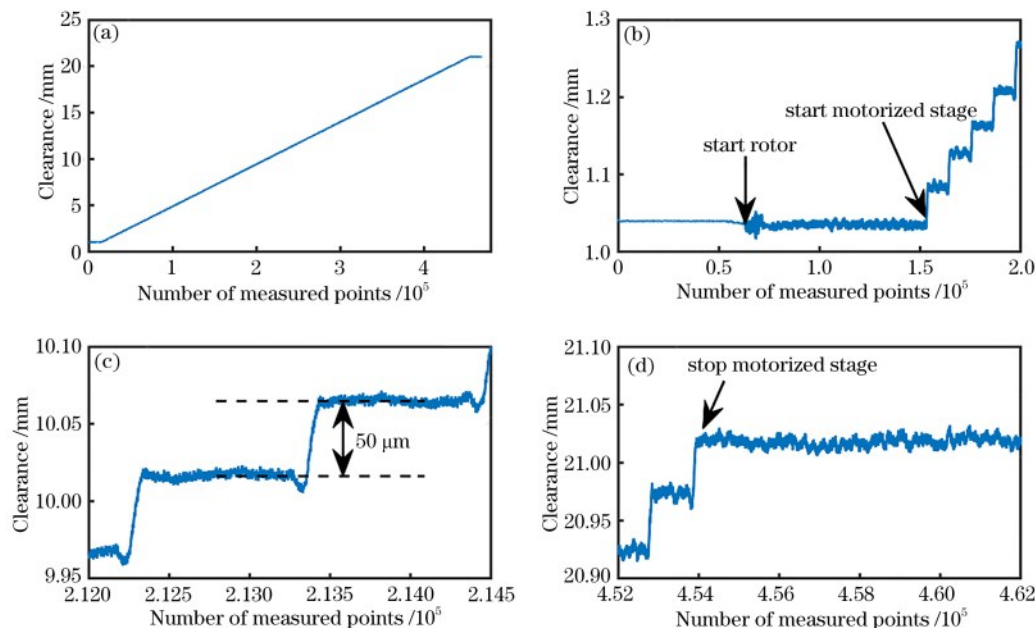 (a)
25
20
15
10
5
0
Clearance /mm
0 1 2 3 4
Number of measured points /10⁵
(b)
1.3
1.2
1.1
1.0
Clearance /mm
start rotor
start motorized stage
0 0.5 1.0 1.5 2.0
Number of measured points /10⁵
(c)
10.10
10.05
10.00
9.95
Clearance /mm
50 μm
2.120 2.125 2.130 2.135 2.140 2.145
Number of measured points /10⁵
(d)
21.10
21.05
21.00
20.95
20.90
Clearance /mm
stop motorized stage
4.52 4.54 4.56 4.58 4.60 4.62
Number of measured points /10⁵